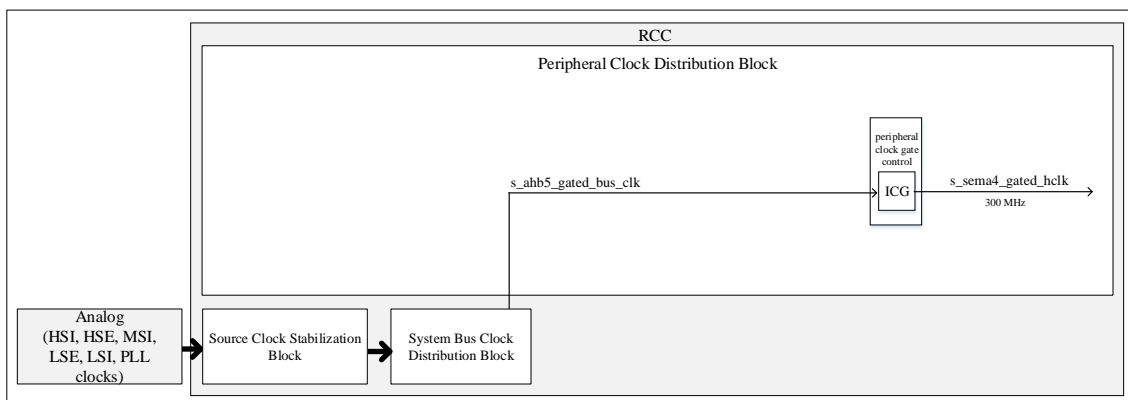 RCC
Peripheral Clock Distribution Block
peripheral
clock gate
control
s_ahb5_gated_bus_clk
ICG
s_sema4_gated_hclk
300 MHz
Analog
(HSI, HSE, MSI,
LSE, LSI, PLL
clocks)
Source Clock Stabilization
Block
System Bus Clock
Distribution Block